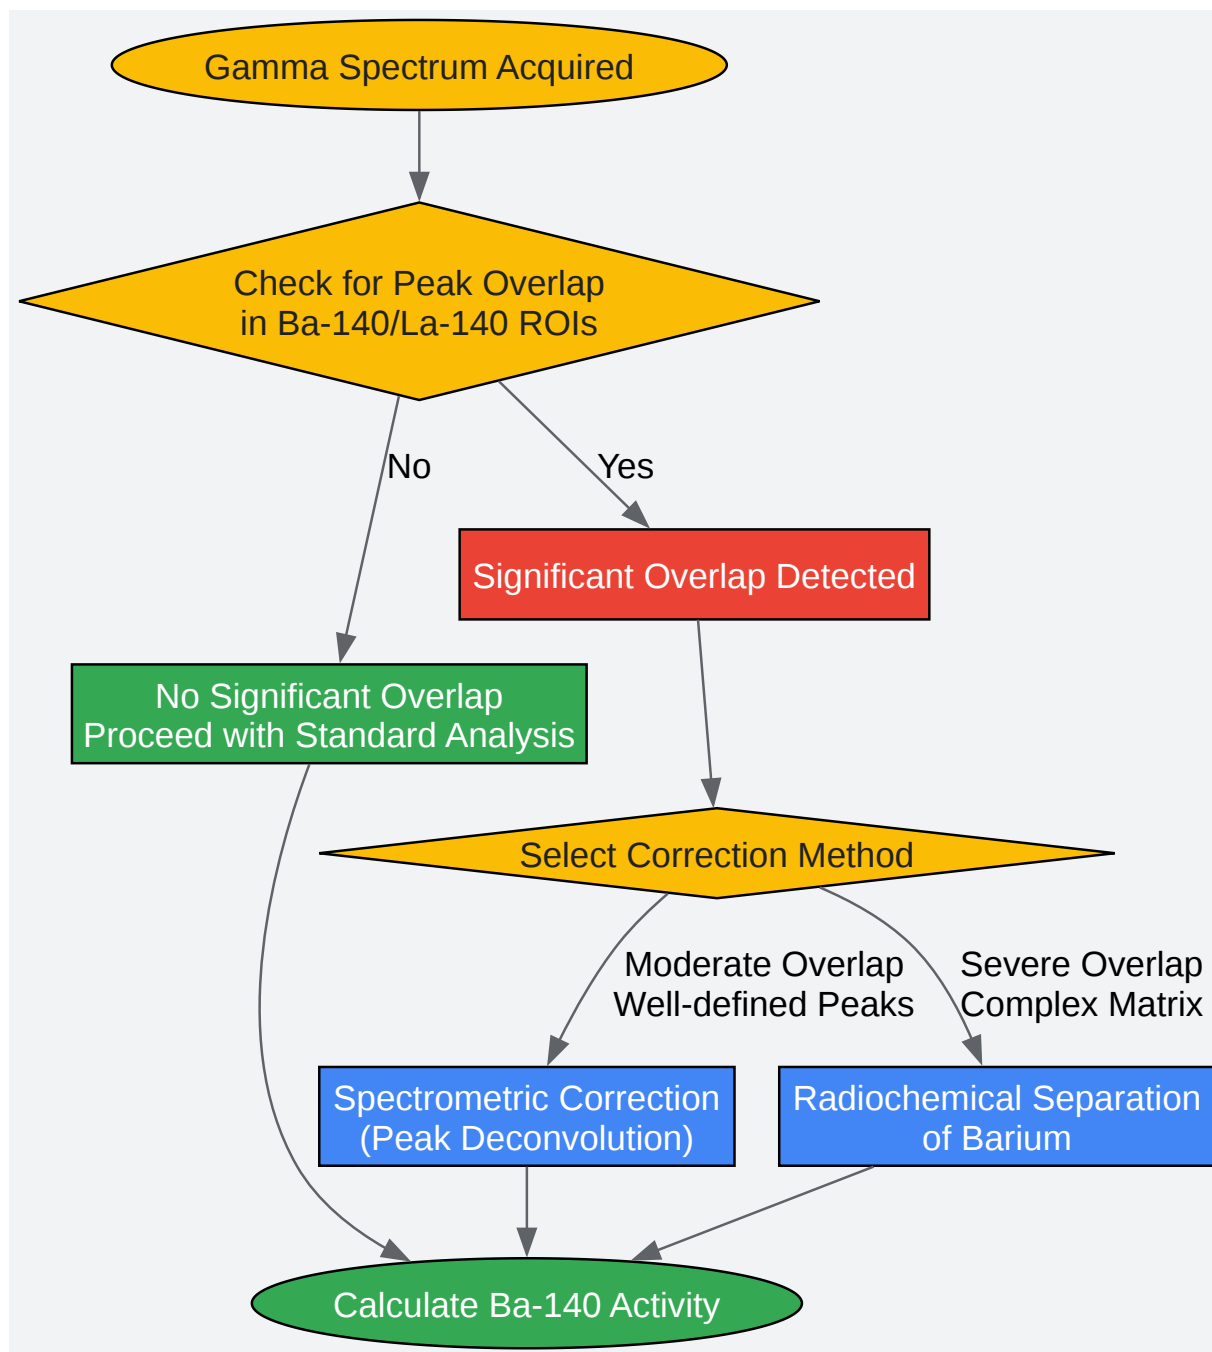 Gamma Spectrum Acquired
Check for Peak Overlap
in Ba-140/La-140 ROIs
No
Yes
Significant Overlap Detected
No Significant Overlap
Proceed with Standard Analysis
Select Correction Method
Moderate Overlap
Well-defined Peaks
Severe Overlap
Complex Matrix
Spectrometric Correction
(Peak Deconvolution)
Radiochemical Separation
of Barium
Calculate Ba-140 Activity